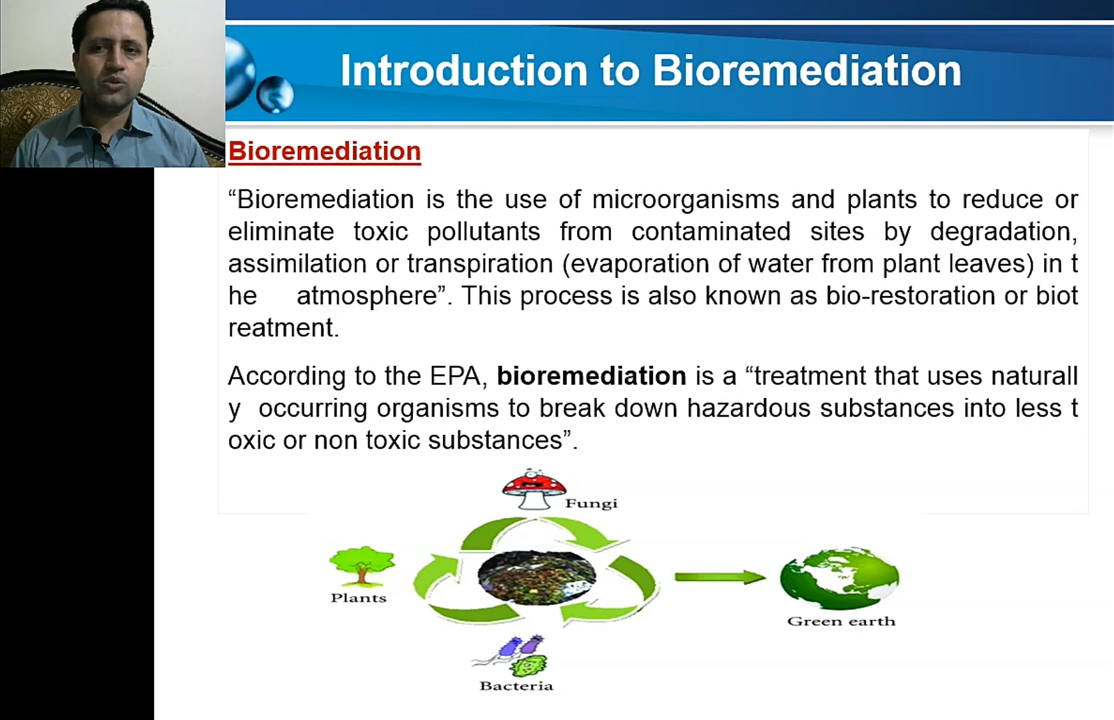 Introduction to Bioremediation
Bioremediation
“Bioremediation is the use of microorganisms and plants to reduce or
eliminate toxic pollutants from contaminated sites by degradation,
assimilation or transpiration (evaporation of water from plant leaves) in t
he atmosphere”. This process is also known as bio-restoration or biot
reatment.
According to the EPA, bioremediation is a “treatment that uses naturall
y occurring organisms to break down hazardous substances into less t
oxic or non toxic substances”.
Fungi
Plants
Green earth
Bacteria